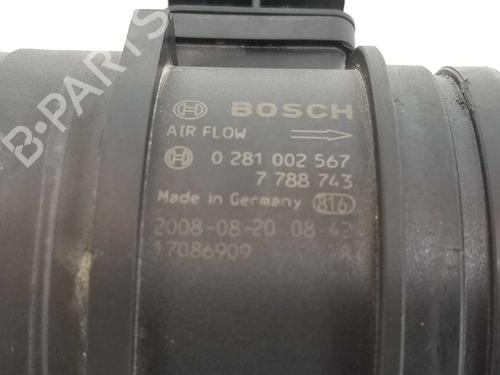 B-PARTS
BOSCH
AIR FLOW
0 281 002 567
7 788 743
Made in Germany 816
2008-08-20 08 42
17086909 A